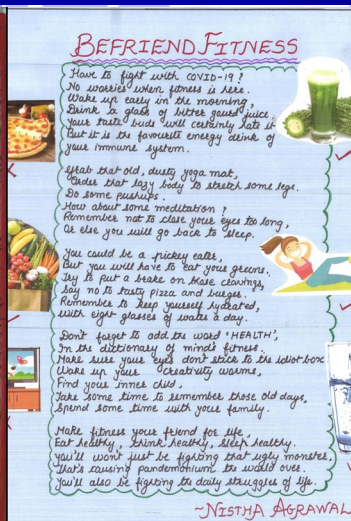 BEFRIEND FITNESS
Have to fight with COVID-19?
No worries when fitness is here.
Wake up early in the morning,
Drink a glass of bitter gourd juice,
Your taste buds will certainly hate it
But it is the favourite energy drink of
your immune system.
Grab that old, dusty yoga mat,
Order that lazy body to stretch some legs.
Do some pushups.
How about some meditation?
Remember not to close your eyes too long,
Or else you will go back to sleep.
You could be a pickey eater,
But you will have to eat your greens.
Try to put a brake on those cravings,
Say no to tasty pizza and burger.
Remember to keep yourself hydrated,
With eight glasses of water a day.
Don't forget to add the word 'HEALTH',
In the dictionary of mind fitness.
Make sure your eyes don't stick to the idiot box
Wake up your creativity worms,
Find your inner child,
Take some time to remember those old days,
Spend some time with your family.
Make fitness your friend for life,
Eat healthy, think healthy, sleep healthy.
You'll won't just be fighting that ugly monster,
That's causing pandemonium the world over.
You'll also be fighting the daily struggles of life.
~NISTHA AGRAWAL